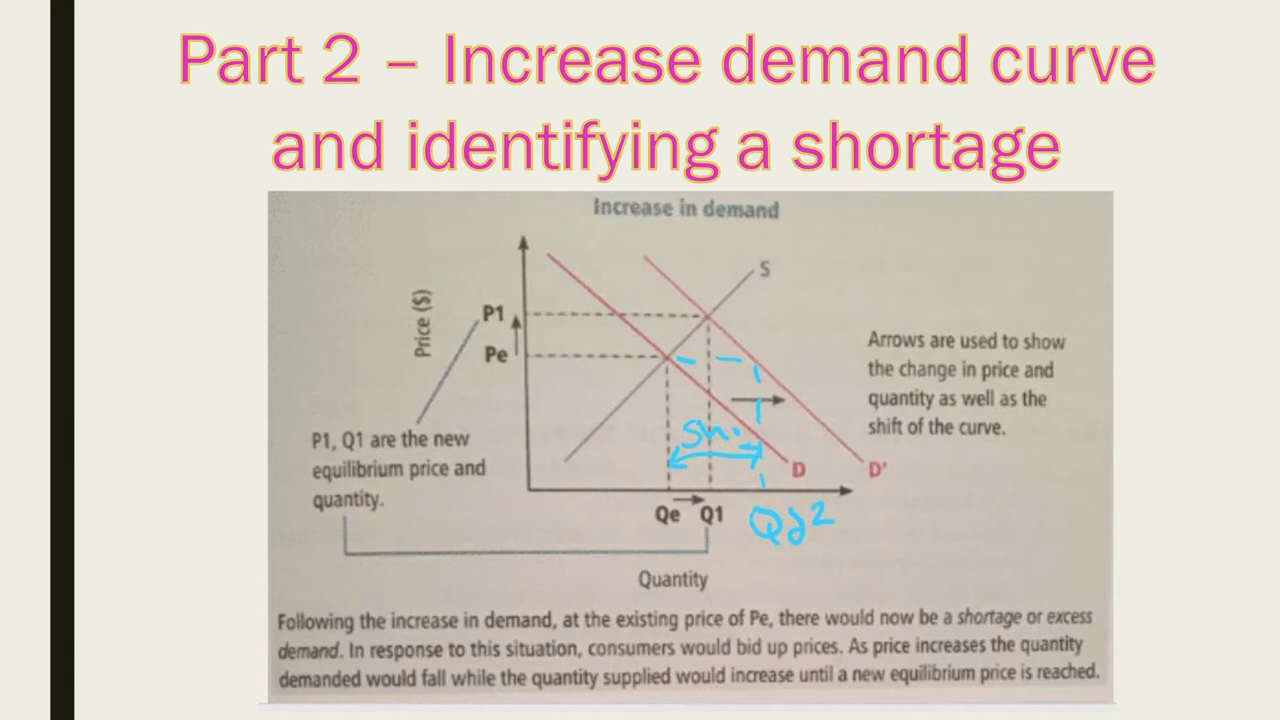 Part 2 – Increase demand curve
and identifying a shortage
Increase in demand
S
Price ($)
P1
Pe
Arrows are used to show
the change in price and
quantity as well as the
shift of the curve.
P1, Q1 are the new
equilibrium price and
quantity.
Sh.
D
D'
Qe
Q1
Qd2
Quantity
Following the increase in demand, at the existing price of Pe, there would now be a shortage or excess
demand. In response to this situation, consumers would bid up prices. As price increases the quantity
demanded would fall while the quantity supplied would increase until a new equilibrium price is reached.